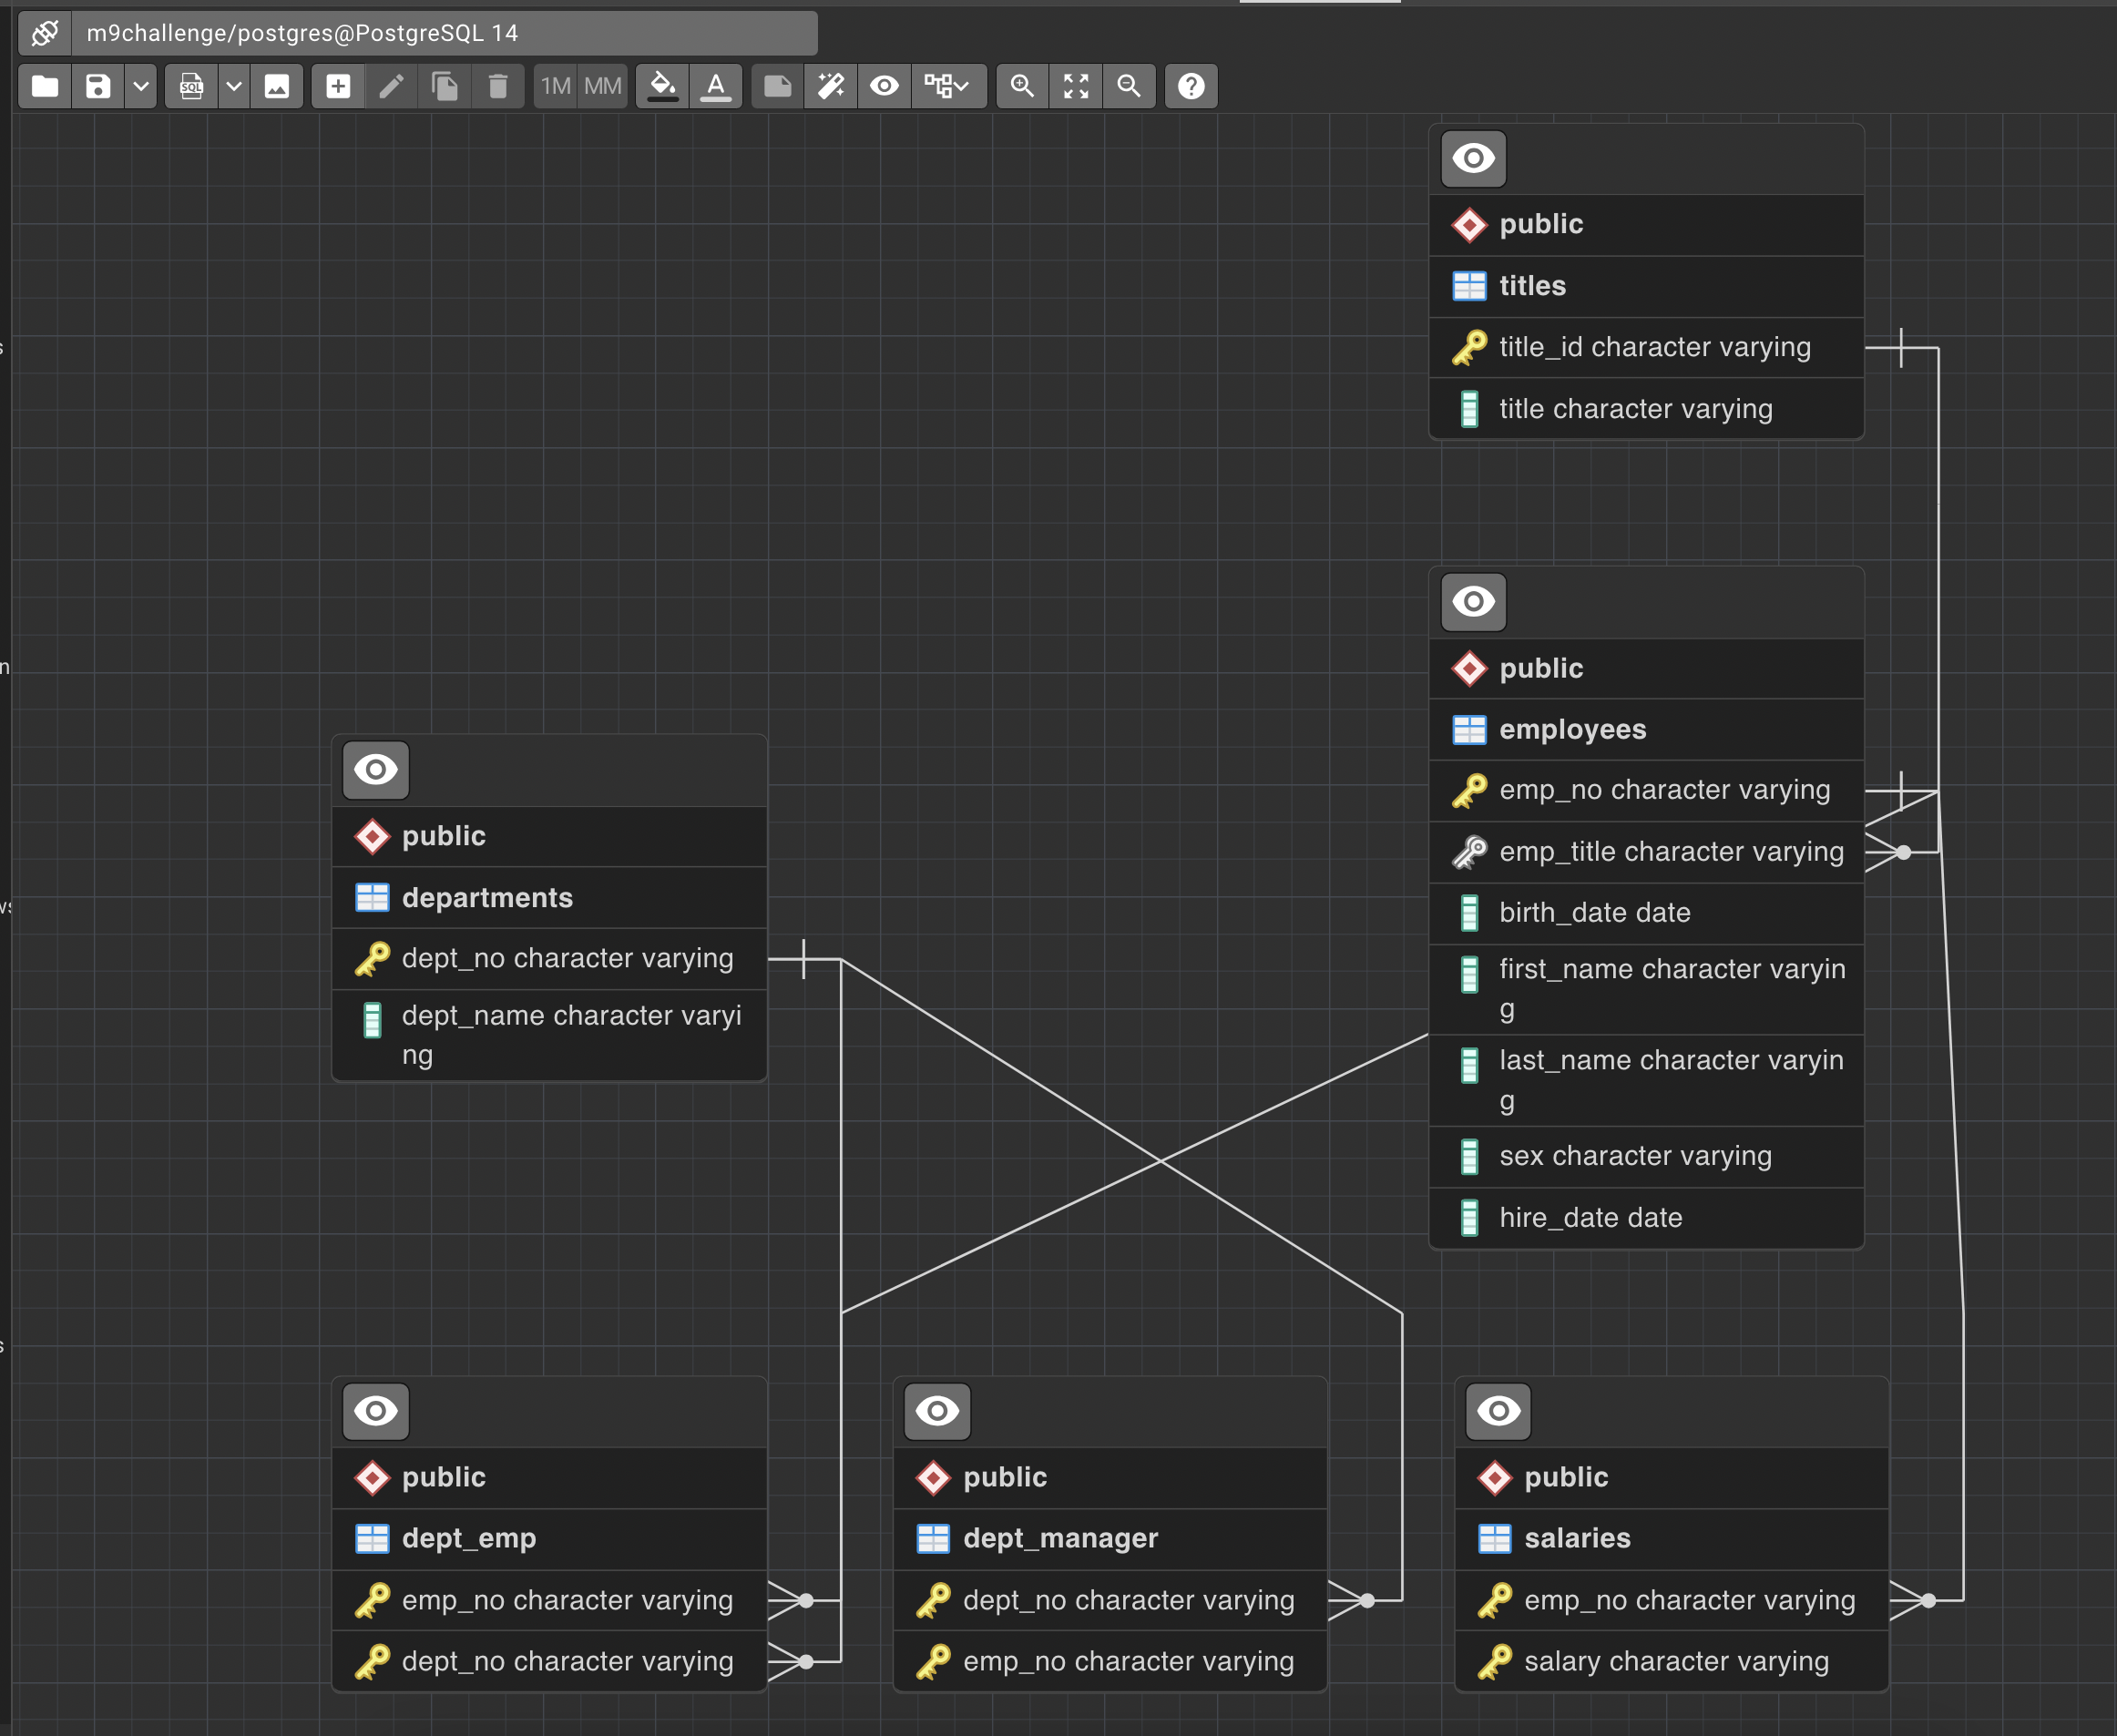 m9challenge/postgres@PostgreSQL 14
SQL
1M MM
A
public
titles
title_id character varying
title character varying
public
employees
emp_no character varying
emp_title character varying
birth_date date
first_name character varyin
g
last_name character varyin
g
sex character varying
hire_date date
public
departments
dept_no character varying
dept_name character varyi
ng
public
dept_emp
emp_no character varying
dept_no character varying
public
dept_manager
dept_no character varying
emp_no character varying
public
salaries
emp_no character varying
salary character varying